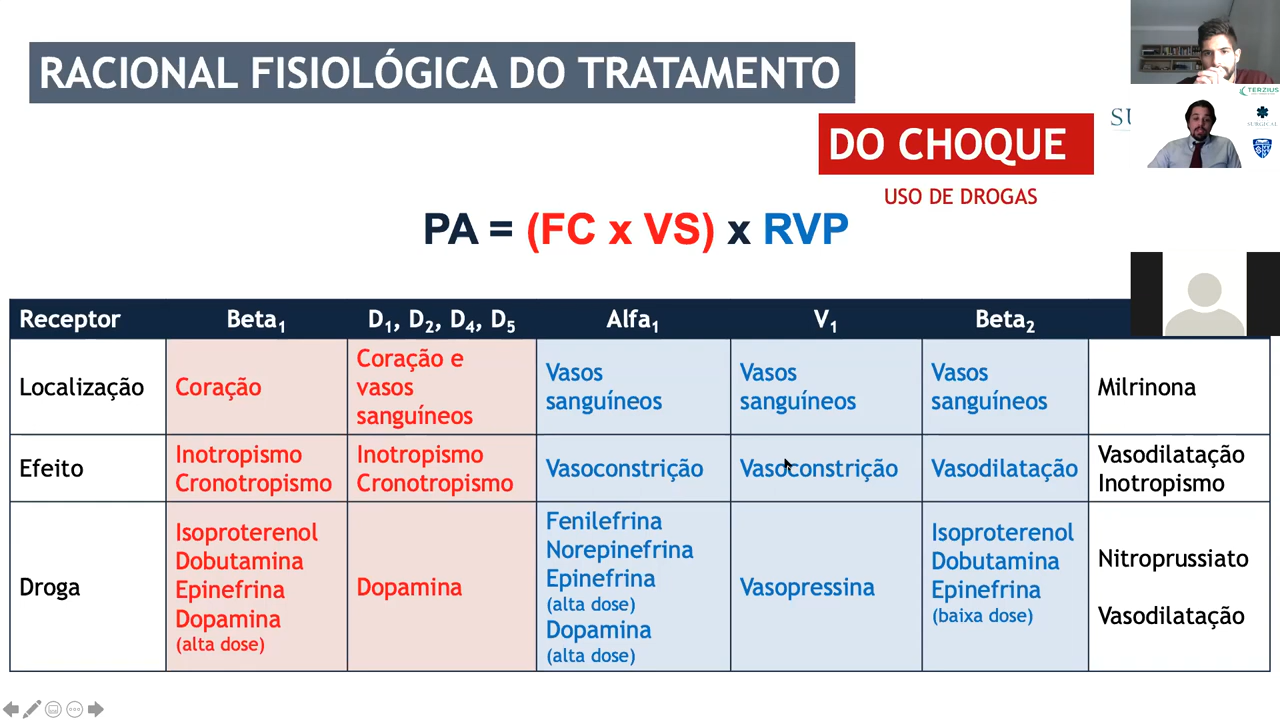 RACIONAL FISIOLÓGICA DO TRATAMENTO
TERZIUS
SURGICAL
DO CHOQUE
USO DE DROGAS
PA = (FC x VS) x RVP
Receptor Beta1 D1, D2, D4, D5 Alfa1 V1 Beta2
Localização Coração Coração e vasos sanguíneos Vasos sanguíneos Vasos sanguíneos Vasos sanguíneos Milrinona
Efeito Inotropismo Cronotropismo Inotropismo Cronotropismo Vasoconstrição Vasoconstrição Vasodilatação Vasodilatação Inotropismo
Droga Isoproterenol Dobutamina Epinefrina Dopamina (alta dose) Dopamina Fenilefrina Norepinefrina Epinefrina (alta dose) Dopamina (alta dose) Vasopressina Isoproterenol Dobutamina Epinefrina (baixa dose) Nitroprussiato Vasodilatação